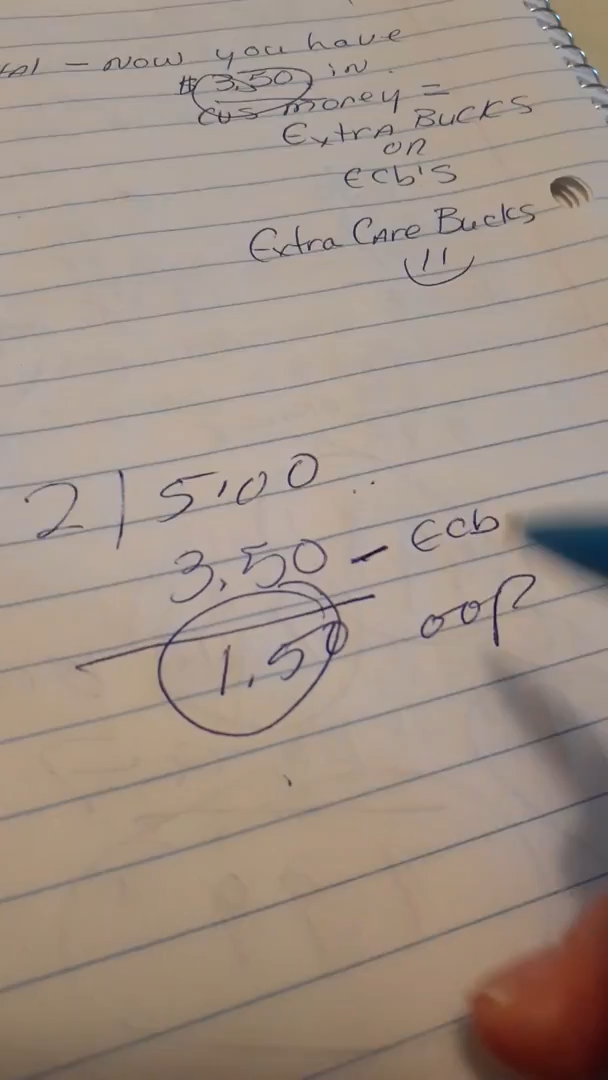 - now you have
$3.50 in
CVS money =
Extra Bucks
or
ecb's
Extra Care Bucks
2 | 5.00
3.50 - ecb
1.50 oop